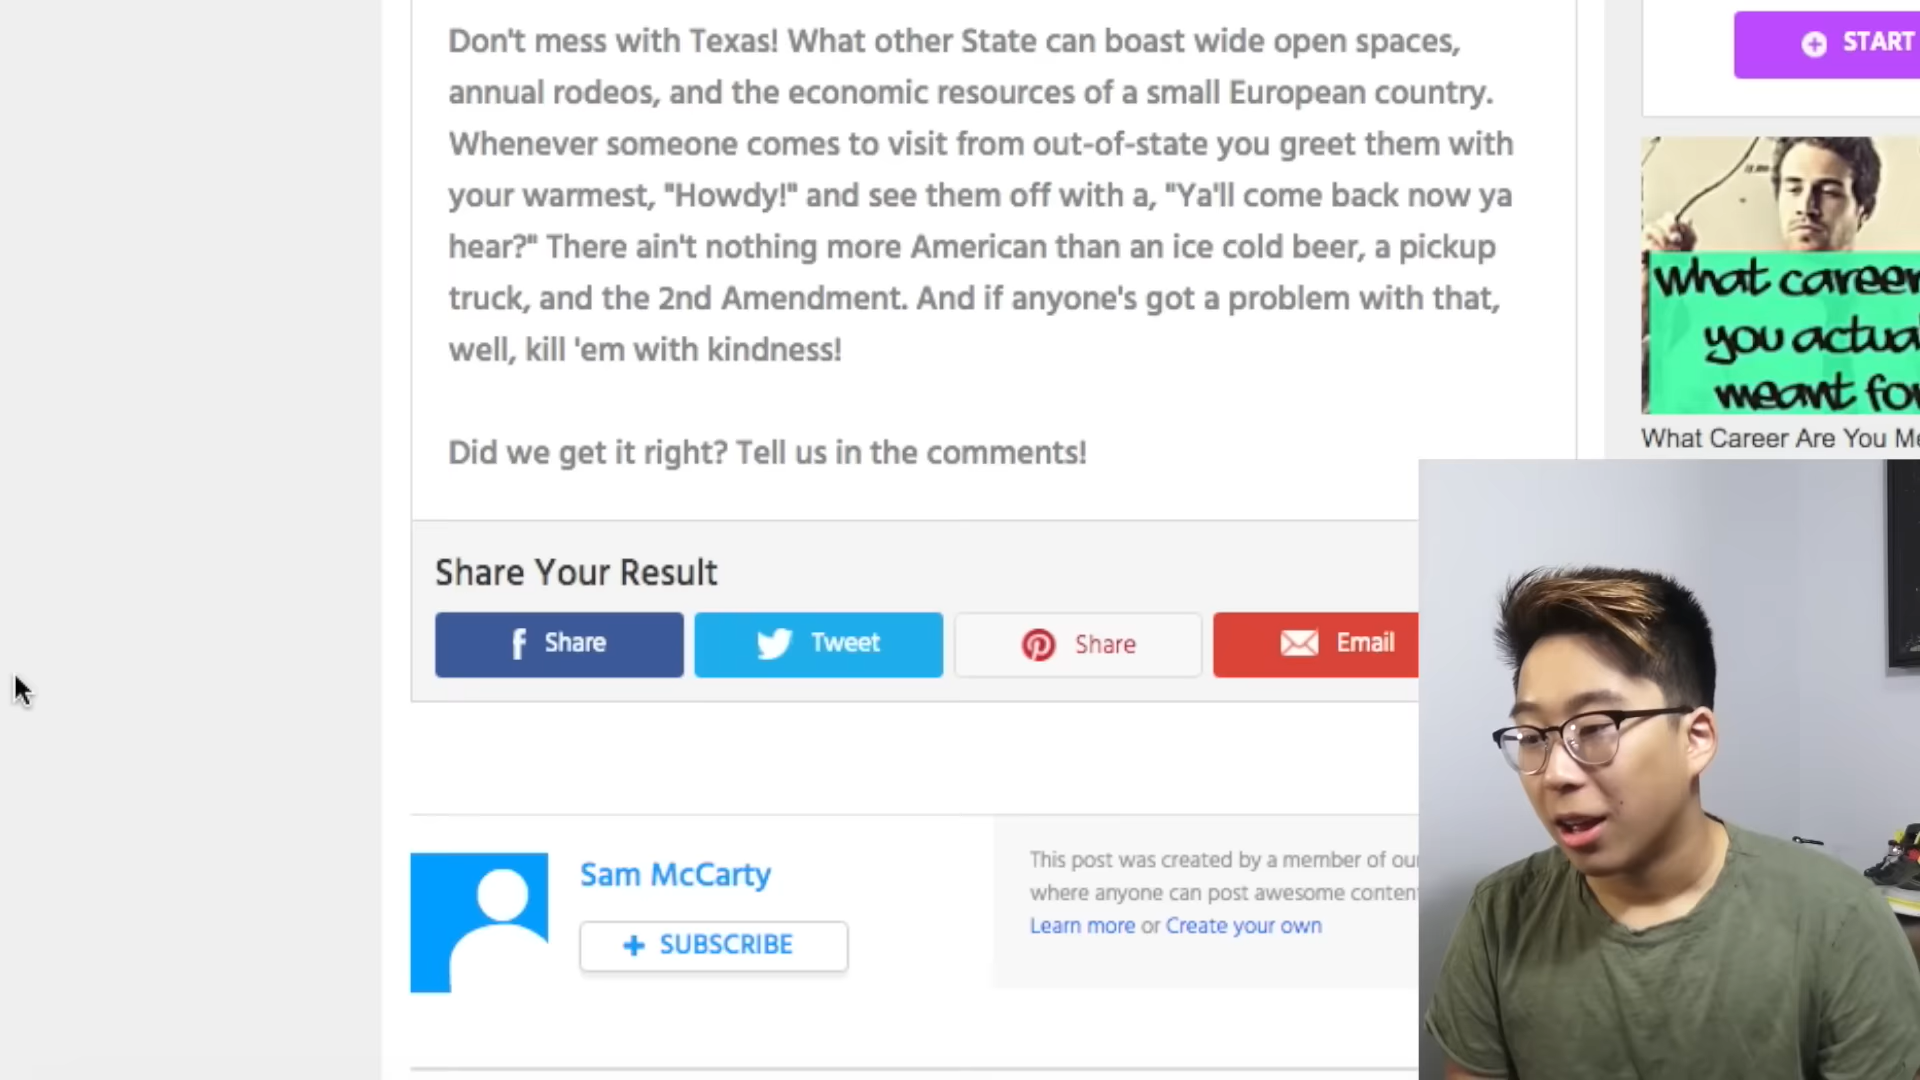 Don't mess with Texas! What other State can boast wide open spaces,
annual rodeos, and the economic resources of a small European country.
Whenever someone comes to visit from out-of-state you greet them with
your warmest, "Howdy!" and see them off with a, "Ya'll come back now ya
hear?" There ain't nothing more American than an ice cold beer, a pickup
truck, and the 2nd Amendment. And if anyone's got a problem with that,
well, kill 'em with kindness!
Did we get it right? Tell us in the comments!
Share Your Result
Share
Tweet
Share
Email
Sam McCarty
+ SUBSCRIBE
This post was created by a member of
where anyone can post awesome content
Learn more or Create your own
START
What career
you
meant for
What Career Are You